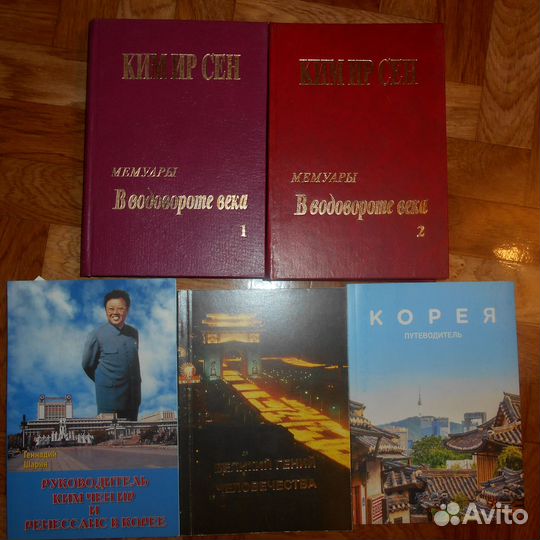 КИМ ИР СЕН
МЕМУАРЫ
В водовороте века
1
КИМ ИР СЕН
МЕМУАРЫ
В водовороте века
2
Геннадий
Шарин
РУКОВОДИТЕЛЬ
КИМ ЧЕН ИР
И
РЕНЕССАНС В КОРЕЕ
ВЕЛИКИЙ ГЕНИЙ
ЧЕЛОВЕЧЕСТВА
КОРЕЯ
ПУТЕВОДИТЕЛЬ
Avito